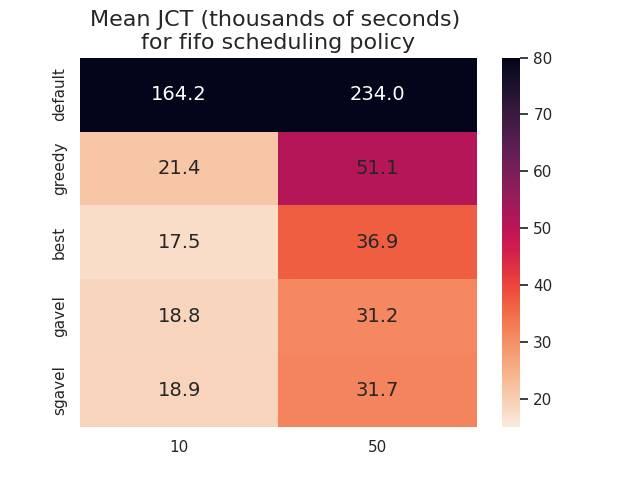 Mean JCT (thousands of seconds)
for fifo scheduling policy
default 164.2 234.0
greedy 21.4 51.1
best 17.5 36.9
gavel 18.8 31.2
sgavel 18.9 31.7
10 50
80
70
60
50
40
30
20